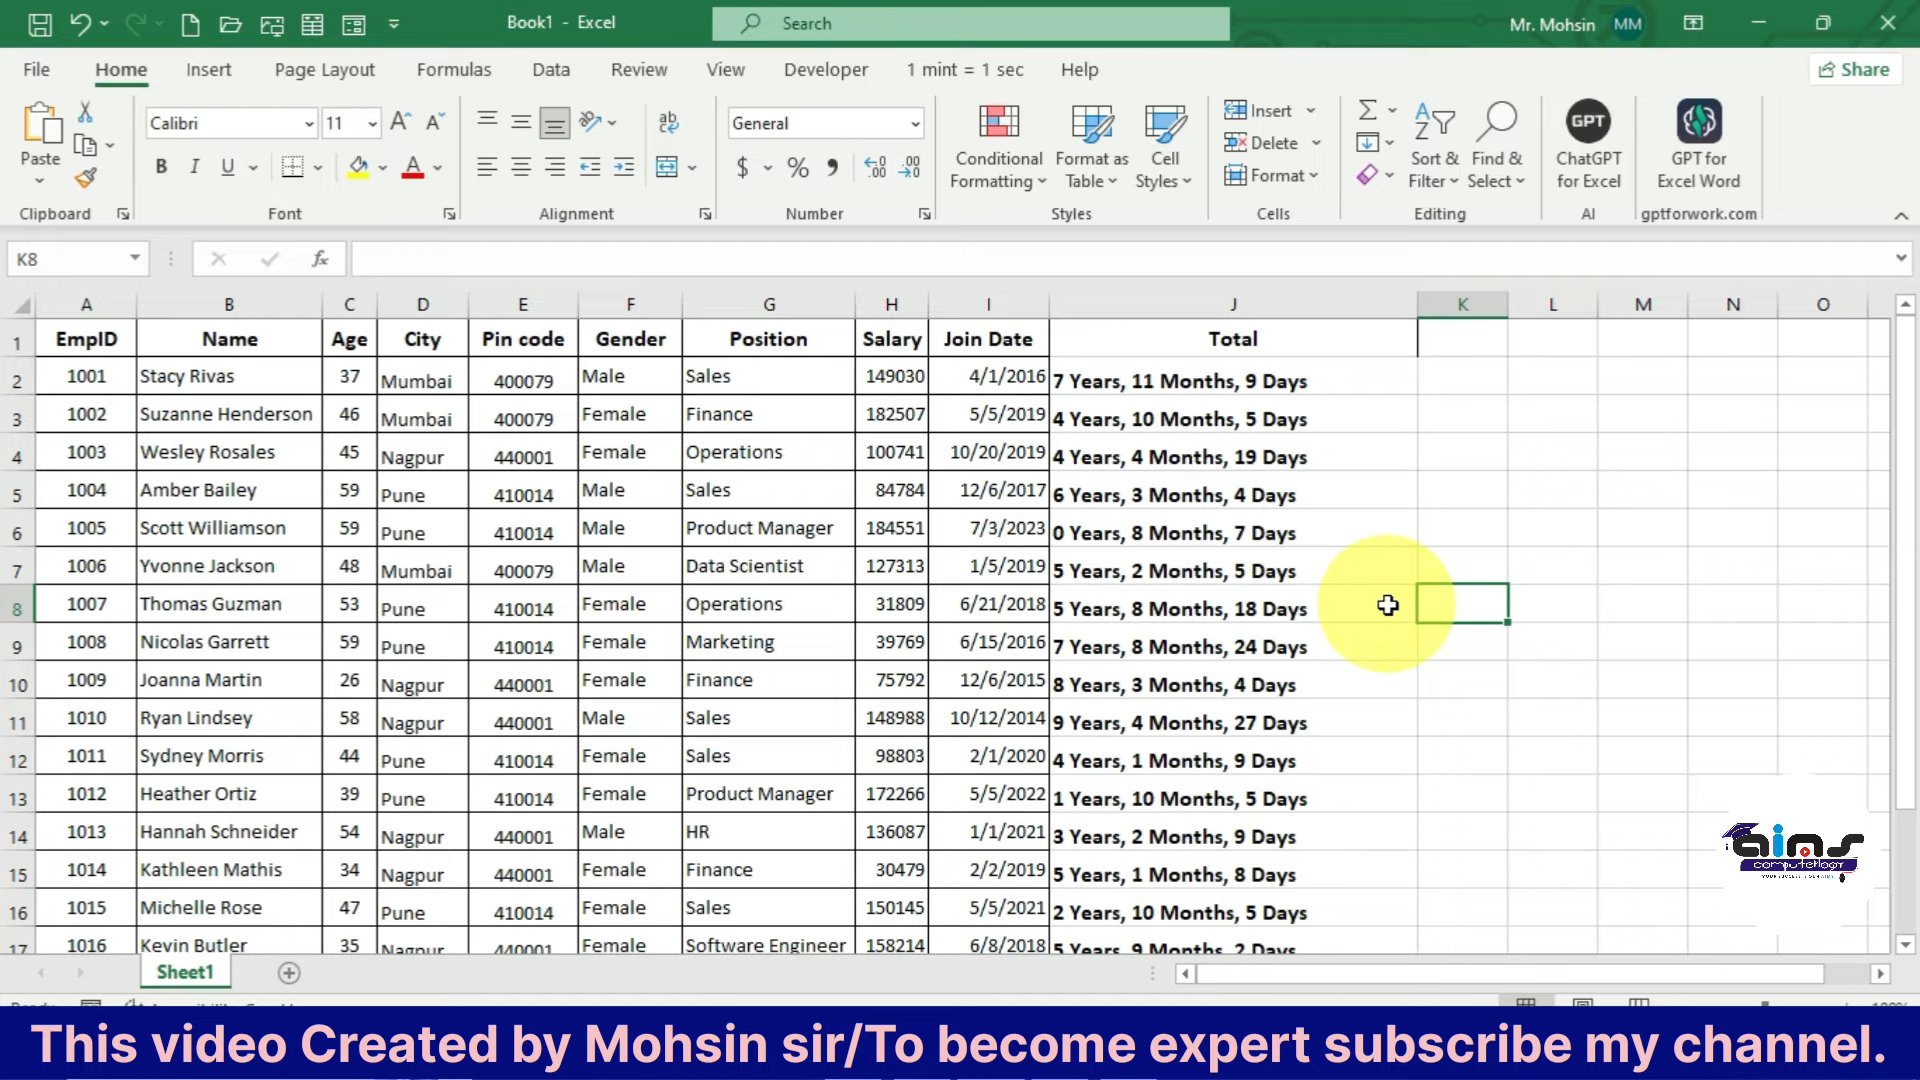 Book1 - Excel
Search
Mr. Mohsin MM
File Home Insert Page Layout Formulas Data Review View Developer 1 mint = 1 sec Help Share
Paste
Clipboard
Calibri 11
B I U
Font
ab
Alignment
General
$ %
Number
Conditional Formatting
Format as Table
Cell Styles
Styles
Insert
Delete
Format
Cells
Sort & Filter
Find & Select
Editing
GPT
ChatGPT for Excel
AI
GPT for Excel Word
gptforwork.com
K8 fx
A B C D E F G H I J K L M N O
1 EmpID Name Age City Pin code Gender Position Salary Join Date Total
2 1001 Stacy Rivas 37 Mumbai 400079 Male Sales 149030 4/1/2016 7 Years, 11 Months, 9 Days
3 1002 Suzanne Henderson 46 Mumbai 400079 Female Finance 182507 5/5/2019 4 Years, 10 Months, 5 Days
4 1003 Wesley Rosales 45 Nagpur 440001 Female Operations 100741 10/20/2019 4 Years, 4 Months, 19 Days
5 1004 Amber Bailey 59 Pune 410014 Male Sales 84784 12/6/2017 6 Years, 3 Months, 4 Days
6 1005 Scott Williamson 59 Pune 410014 Male Product Manager 184551 7/3/2023 0 Years, 8 Months, 7 Days
7 1006 Yvonne Jackson 48 Mumbai 400079 Male Data Scientist 127313 1/5/2019 5 Years, 2 Months, 5 Days
8 1007 Thomas Guzman 53 Pune 410014 Female Operations 31809 6/21/2018 5 Years, 8 Months, 18 Days
9 1008 Nicolas Garrett 59 Pune 410014 Female Marketing 39769 6/15/2016 7 Years, 8 Months, 24 Days
10 1009 Joanna Martin 26 Nagpur 440001 Female Finance 75792 12/6/2015 8 Years, 3 Months, 4 Days
11 1010 Ryan Lindsey 58 Nagpur 440001 Male Sales 148988 10/12/2014 9 Years, 4 Months, 27 Days
12 1011 Sydney Morris 44 Pune 410014 Female Sales 98803 2/1/2020 4 Years, 1 Months, 9 Days
13 1012 Heather Ortiz 39 Pune 410014 Female Product Manager 172266 5/5/2022 1 Years, 10 Months, 5 Days
14 1013 Hannah Schneider 54 Nagpur 440001 Male HR 136087 1/1/2021 3 Years, 2 Months, 9 Days
15 1014 Kathleen Mathis 34 Nagpur 440001 Female Finance 30479 2/2/2019 5 Years, 1 Months, 8 Days
16 1015 Michelle Rose 47 Pune 410014 Female Sales 150145 5/5/2021 2 Years, 10 Months, 5 Days
17 1016 Kevin Butler 35 Nagpur 440001 Female Software Engineer 158214 6/8/2018 5 Years, 9 Months, 2 Days
aims
computerlogy
Sheet1
This video Created by Mohsin sir/To become expert subscribe my channel.